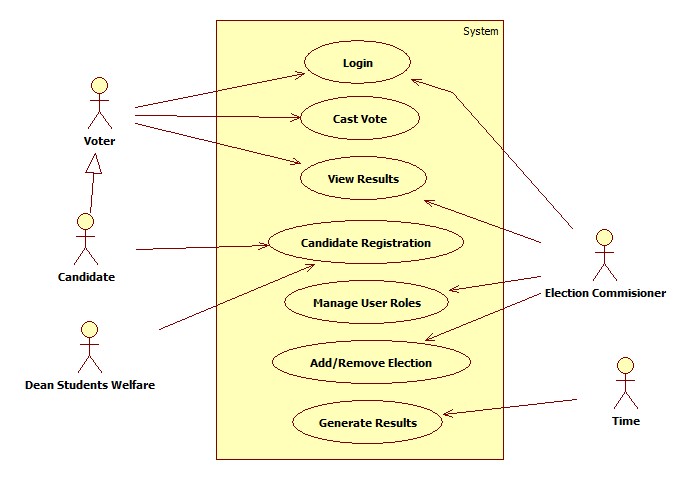 System
Login
Voter
Cast Vote
View Results
Candidate
Candidate Registration
Election Commisioner
Manage User Roles
Dean Students Welfare
Add/Remove Election
Generate Results
Time